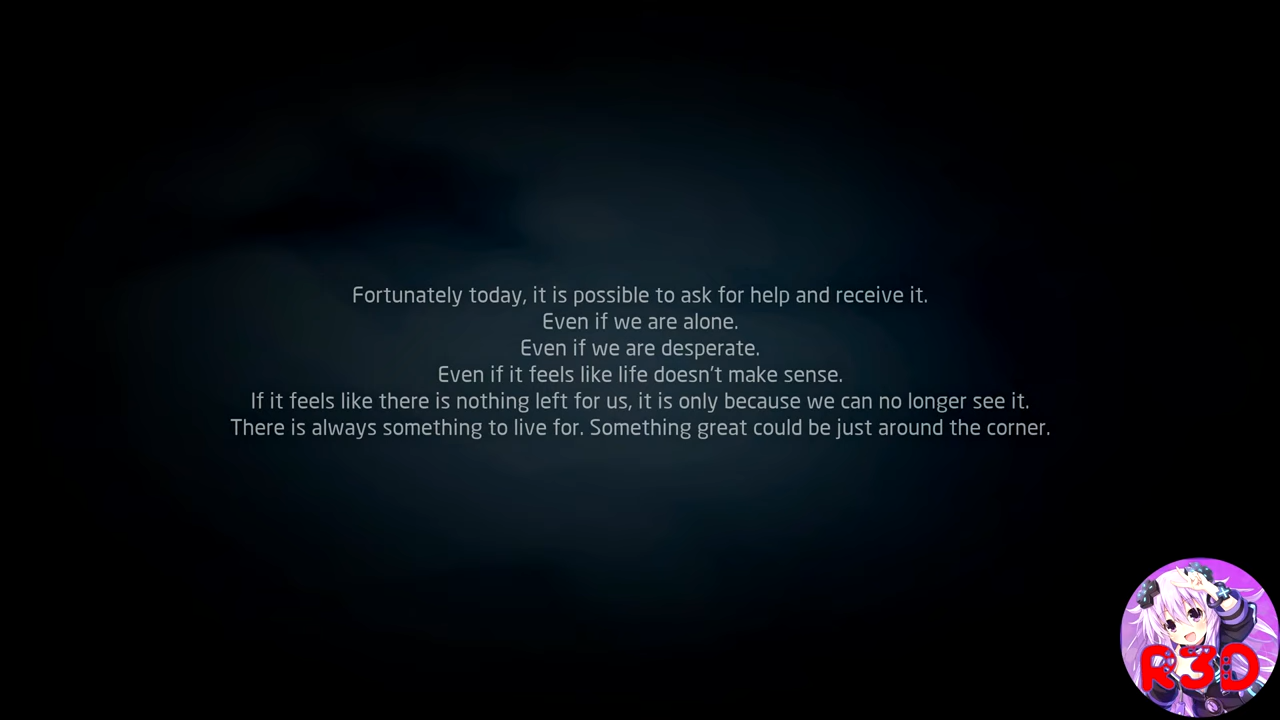 Fortunately today, it is possible to ask for help and receive it.
Even if we are alone.
Even if we are desperate.
Even if it feels like life doesn't make sense.
If it feels like there is nothing left for us, it is only because we can no longer see it.
There is always something to live for. Something great could be just around the corner.
R3D